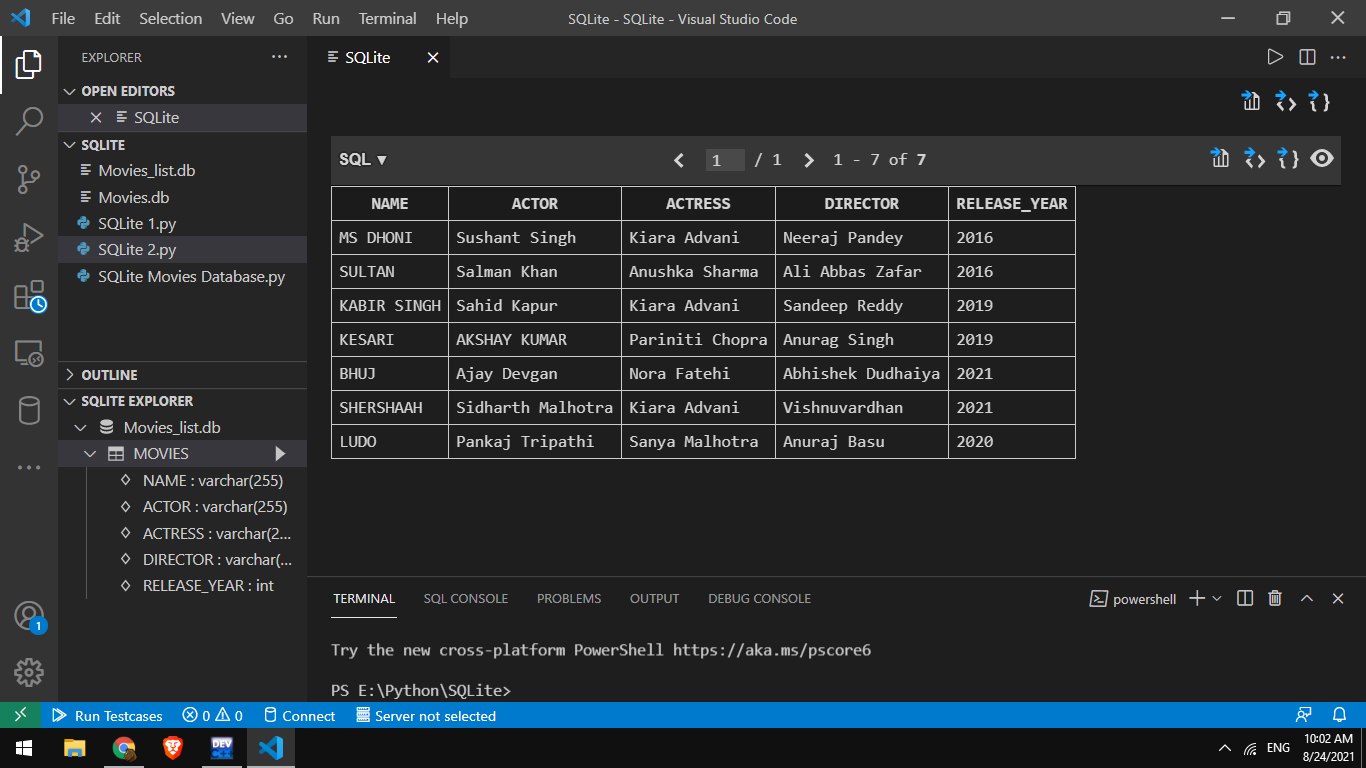 File Edit Selection View Go Run Terminal Help SQLite - SQLite - Visual Studio Code
EXPLORER
OPEN EDITORS
SQLite
SQLITE
Movies_list.db
Movies.db
SQLite 1.py
SQLite 2.py
SQLite Movies Database.py
OUTLINE
SQLITE EXPLORER
Movies_list.db
MOVIES
NAME : varchar(255)
ACTOR : varchar(255)
ACTRESS : varchar(2...
DIRECTOR : varchar(...
RELEASE_YEAR : int
1
SQLite
SQL ▼ 1 / 1 1 - 7 of 7
NAME ACTOR ACTRESS DIRECTOR RELEASE_YEAR
MS DHONI Sushant Singh Kiara Advani Neeraj Pandey 2016
SULTAN Salman Khan Anushka Sharma Ali Abbas Zafar 2016
KABIR SINGH Sahid Kapur Kiara Advani Sandeep Reddy 2019
KESARI AKSHAY KUMAR Pariniti Chopra Anurag Singh 2019
BHUJ Ajay Devgan Nora Fatehi Abhishek Dudhaiya 2021
SHERSHAAH Sidharth Malhotra Kiara Advani Vishnuvardhan 2021
LUDO Pankaj Tripathi Sanya Malhotra Anuraj Basu 2020
TERMINAL SQL CONSOLE PROBLEMS OUTPUT DEBUG CONSOLE powershell
Try the new cross-platform PowerShell https://aka.ms/pscore6
PS E:\Python\SQLite>
Run Testcases 0 0 Connect Server not selected
DEV C++
ENG
10:02 AM
8/24/2021